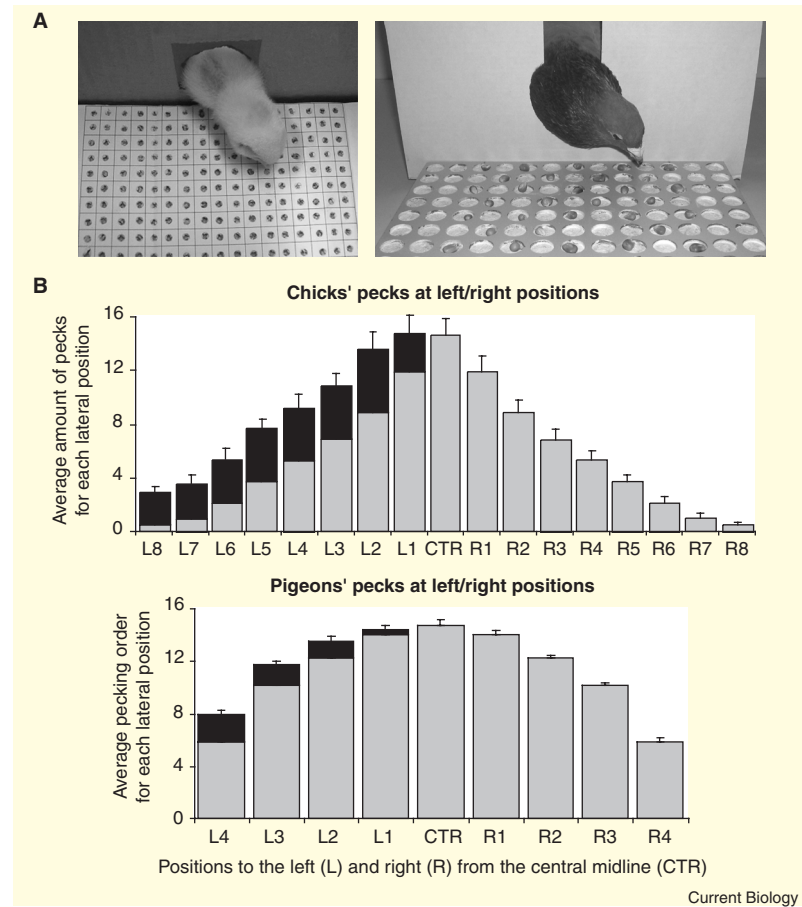 A
B
Chicks' pecks at left/right positions
Average amount of pecks
for each lateral position
16
12
8
4
0
L8 L7 L6 L5 L4 L3 L2 L1 CTR R1 R2 R3 R4 R5 R6 R7 R8
Pigeons' pecks at left/right positions
Average pecking order
for each lateral position
16
12
8
4
0
L4 L3 L2 L1 CTR R1 R2 R3 R4
Positions to the left (L) and right (R) from the central midline (CTR)
Current Biology